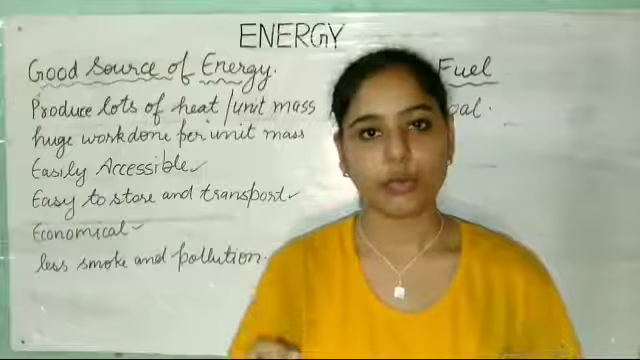 ENERGY
Good Source of Energy.
Fuel
Produce lots of heat/unit mass
huge workdone per unit mass
Easily Accessible
Easy to store and transport
Economical
less smoke and pollution.